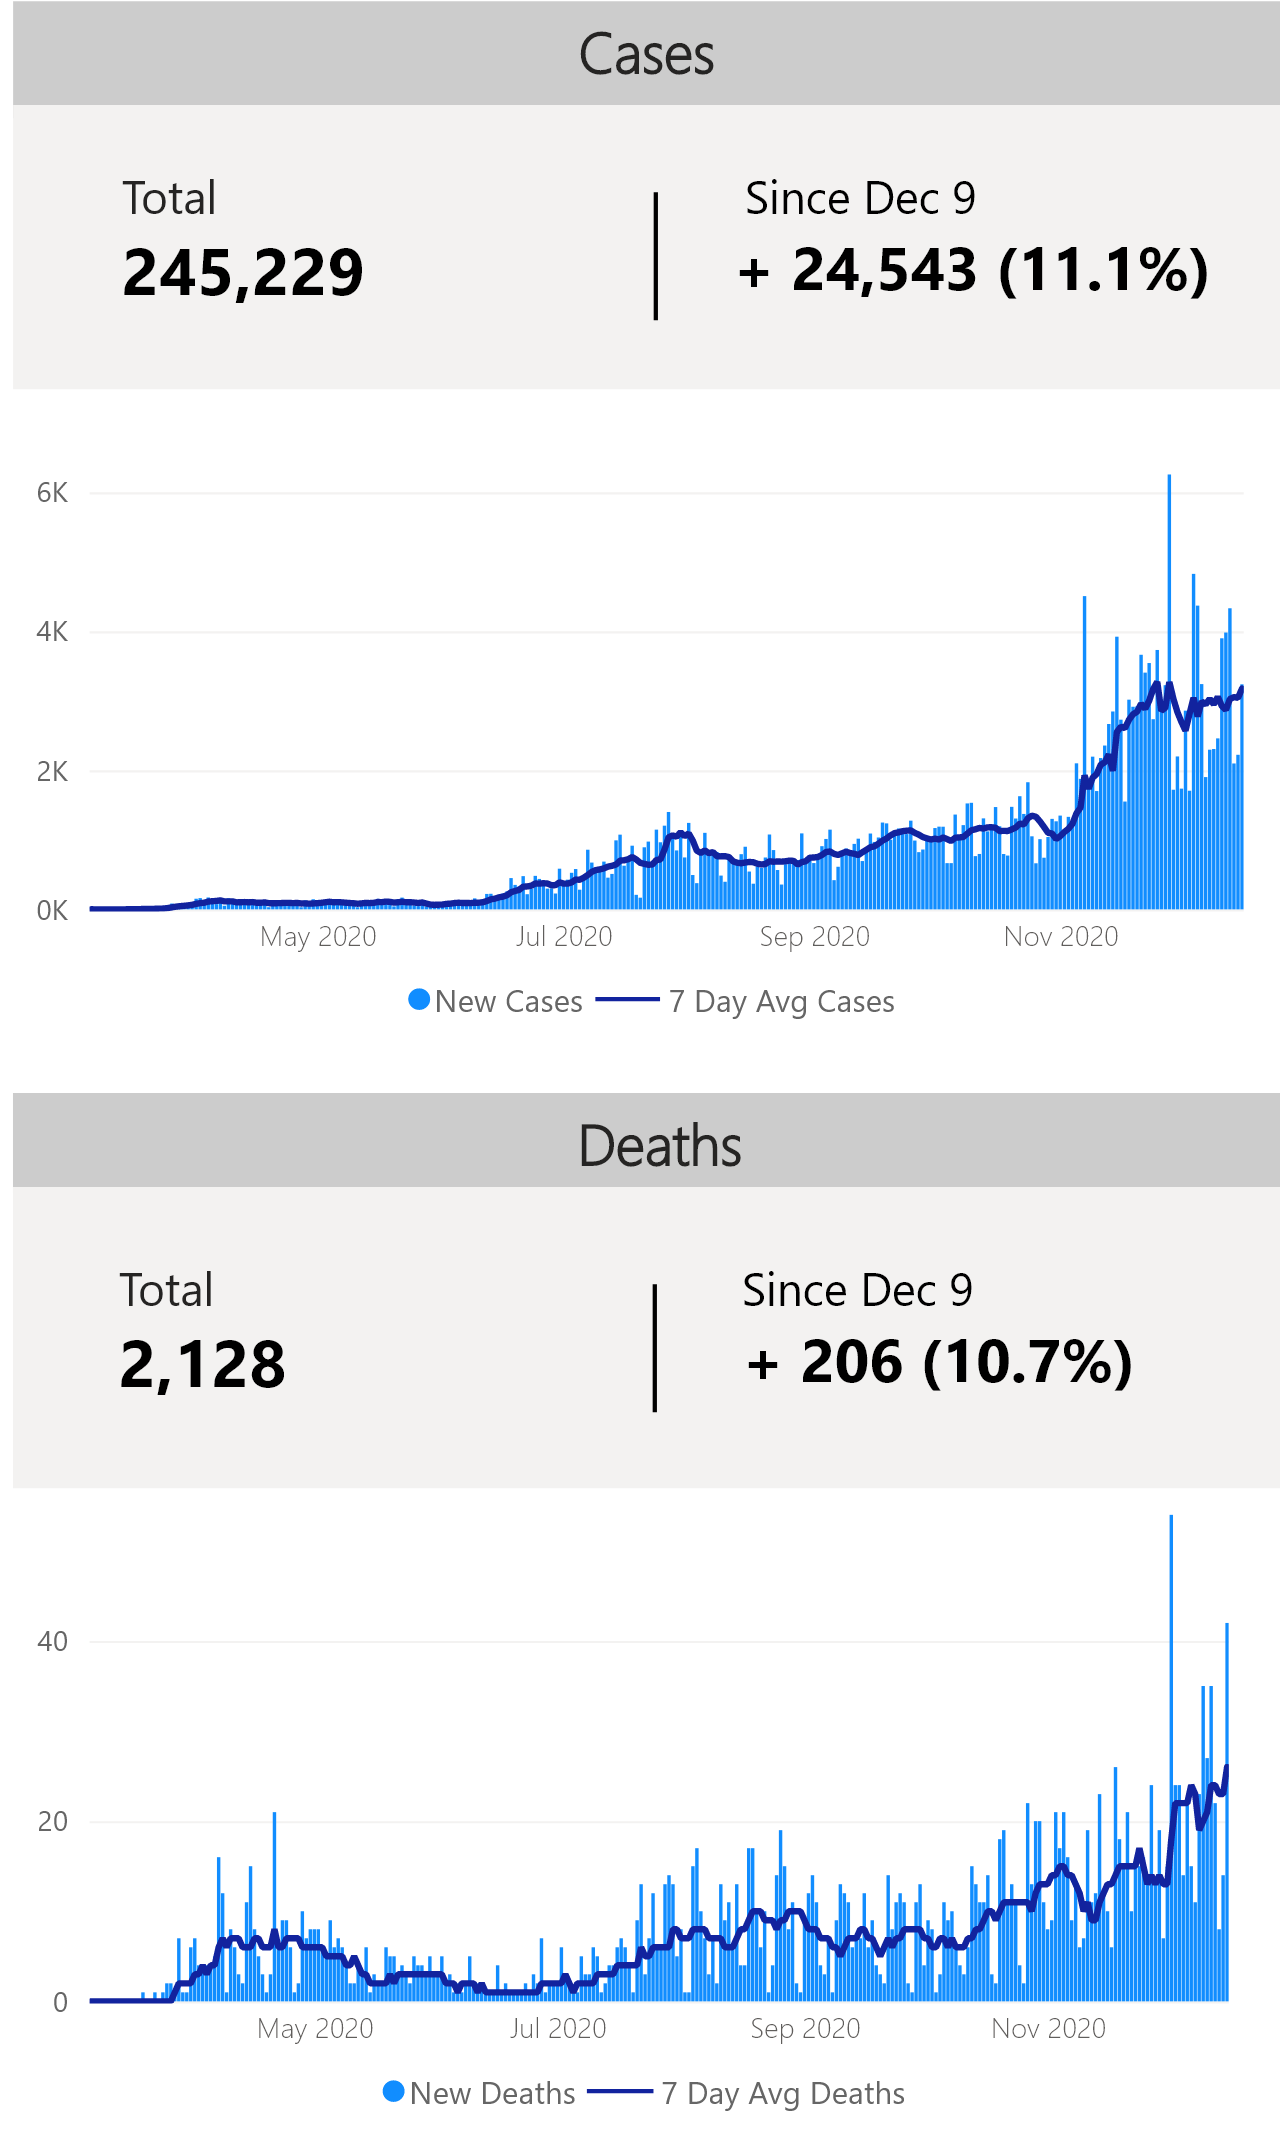 Cases
Total
Since Dec 9
245,229
+ 24,543 (11.1%)
6K
4K
2K
0K
May 2020
Jul 2020
Sep 2020
Nov 2020
New Cases
7 Day Avg Cases
Deaths
Total
Since Dec 9
2,128
+ 206 (10.7%)
40
20
0
May 2020
Jul 2020
Sep 2020
Nov 2020
New Deaths
7 Day Avg Deaths